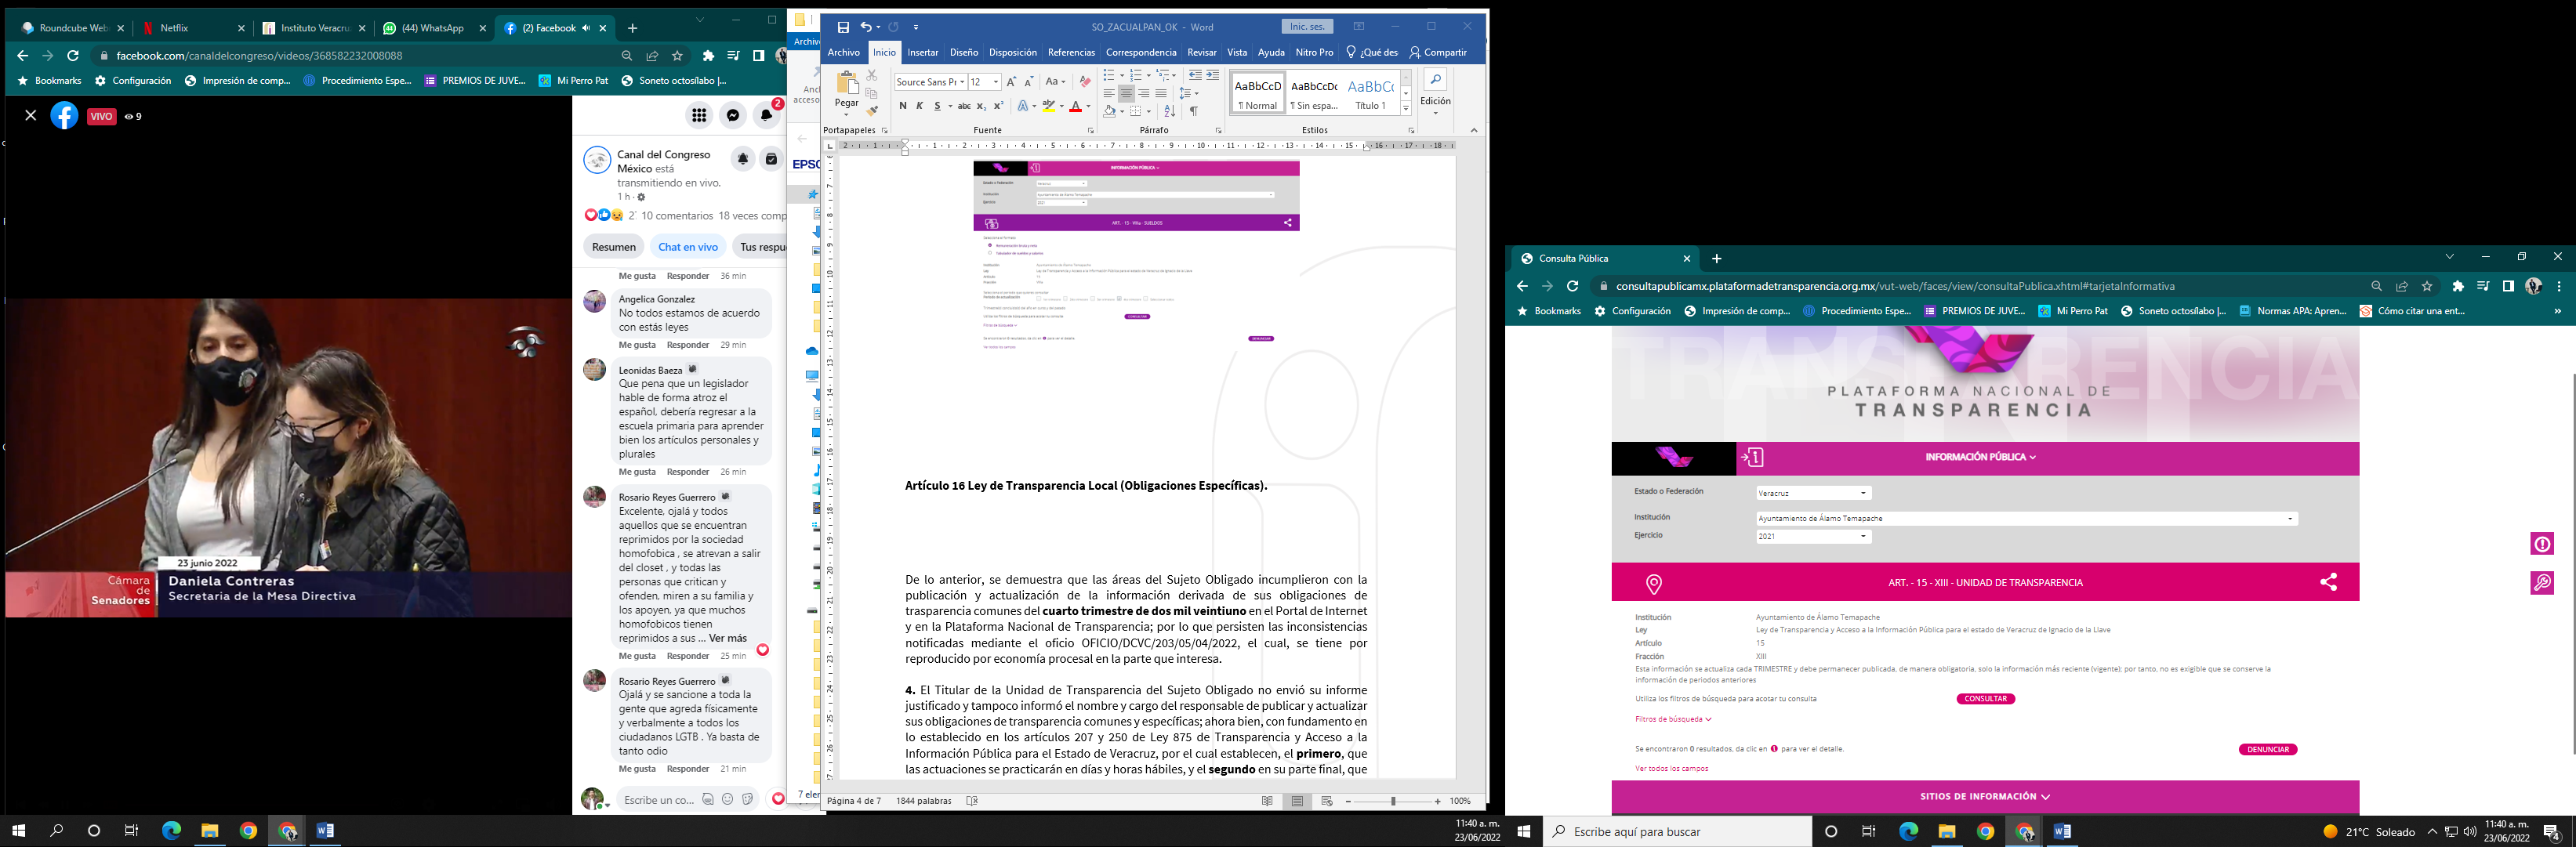 Roundcube Web
Netflix
Instituto Veracru
(44) WhatsApp
(2) Facebook
facebook.com/canaldelcongreso/videos/368582232008088
Bookmarks
Configuración
Impresión de comp...
Procedimiento Espe...
PREMIOS DE JUVE...
Mi Perro Pat
Soneto octosílabo |...
VIVO
9
2
Canal del Congreso
México está
transmitiendo en vivo.
1 h
10 comentarios 18 veces comp
Resumen
Chat en vivo
Tus respu
Me gusta Responder 36 min
Angelica Gonzalez
No todos estamos de acuerdo
con estás leyes
Me gusta Responder 29 min
Leonidas Baeza
Que pena que un legislador
hable de forma atroz el
español, debería regresar a la
escuela primaria para aprender
bien los artículos personales y
plurales
Me gusta Responder 26 min
Rosario Reyes Guerrero
Excelente, ojalá y todos
aquellos que se encuentran
reprimidos por la sociedad
homofobica , se atrevan a salir
del closet , y todas las
personas que critican y
ofenden, miren a su familia y
los apoyen, ya que muchos
homofobicos tienen
reprimidos a sus ... Ver más
Me gusta Responder 25 min
Rosario Reyes Guerrero
Ojalá y se sancione a toda la
gente que agreda físicamente
y verbalmente a todos los
ciudadanos LGTB . Ya basta de
tanto odio
Me gusta Responder 21 min
Escribe un co...
23 junio 2022
Cámara
de
Senadores
Daniela Contreras
Secretaria de la Mesa Directiva
Archiv
EPSO
7 eler
SO_ZACUALPAN_OK - Word
Inic. ses.
Archivo Inicio Insertar Diseño Disposición Referencias Correspondencia Revisar Vista Ayuda Nitro Pro ¿Qué des Compartir
Source Sans Pr
12
Pegar
AaBbCcD
AaBbCcDc
AaBbCc
¶ Normal
¶ Sin espa...
Título 1
Edición
Portapapeles
Fuente
Párrafo
Estilos
INFORMACIÓN PÚBLICA
Estado o Federación
Veracruz
Institución
Ayuntamiento de Álamo Temapache
Ejercicio
2021
ART. - 15 - VIIIa - SUELDOS
CONSULTAR
DENUNCIAR
Artículo 16 Ley de Transparencia Local (Obligaciones Específicas).
De lo anterior, se demuestra que las áreas del Sujeto Obligado incumplieron con la
publicación y actualización de la información derivada de sus obligaciones de
trasparencia comunes del cuarto trimestre de dos mil veintiuno en el Portal de Internet
y en la Plataforma Nacional de Transparencia; por lo que persisten las inconsistencias
notificadas mediante el oficio OFICIO/DCVC/203/05/04/2022, el cual, se tiene por
reproducido por economía procesal en la parte que interesa.
4. El Titular de la Unidad de Transparencia del Sujeto Obligado no envió su informe
justificado y tampoco informó el nombre y cargo del responsable de publicar y actualizar
sus obligaciones de transparencia comunes y específicas; ahora bien, con fundamento en
lo establecido en los artículos 207 y 250 de Ley 875 de Transparencia y Acceso a la
Información Pública para el Estado de Veracruz, por el cual establecen, el primero, que
las actuaciones se practicarán en días y horas hábiles, y el segundo en su parte final, que
Página 4 de 7
1844 palabras
100%
11:40 a. m.
23/06/2022
Consulta Pública
consultapublicamx.plataformadetransparencia.org.mx/vut-web/faces/view/consultaPublica.xhtml#tarjetaInformativa
Bookmarks
Configuración
Impresión de comp...
Procedimiento Espe...
PREMIOS DE JUVE...
Mi Perro Pat
Soneto octosílabo |...
Normas APA: Apren...
Cómo citar una ent...
TRANSPARENCIA
PLATAFORMA NACIONAL DE
TRANSPARENCIA
INFORMACIÓN PÚBLICA
Estado o Federación
Veracruz
Institución
Ayuntamiento de Álamo Temapache
Ejercicio
2021
ART. - 15 - XIII - UNIDAD DE TRANSPARENCIA
Institución Ayuntamiento de Álamo Temapache
Ley Ley de Transparencia y Acceso a la Información Pública para el estado de Veracruz de Ignacio de la Llave
Artículo 15
Fracción XIII
Esta información se actualiza cada TRIMESTRE y debe permanecer publicada, de manera obligatoria, solo la información más reciente (vigente); por tanto, no es exigible que se conserve la
información de periodos anteriores
Utiliza los filtros de búsqueda para acotar tu consulta
CONSULTAR
Filtros de búsqueda
Se encontraron 0 resultados, da clic en para ver el detalle.
DENUNCIAR
Ver todos los campos
SITIOS DE INFORMACIÓN
Escribe aquí para buscar
21°C Soleado
11:40 a. m.
23/06/2022
4